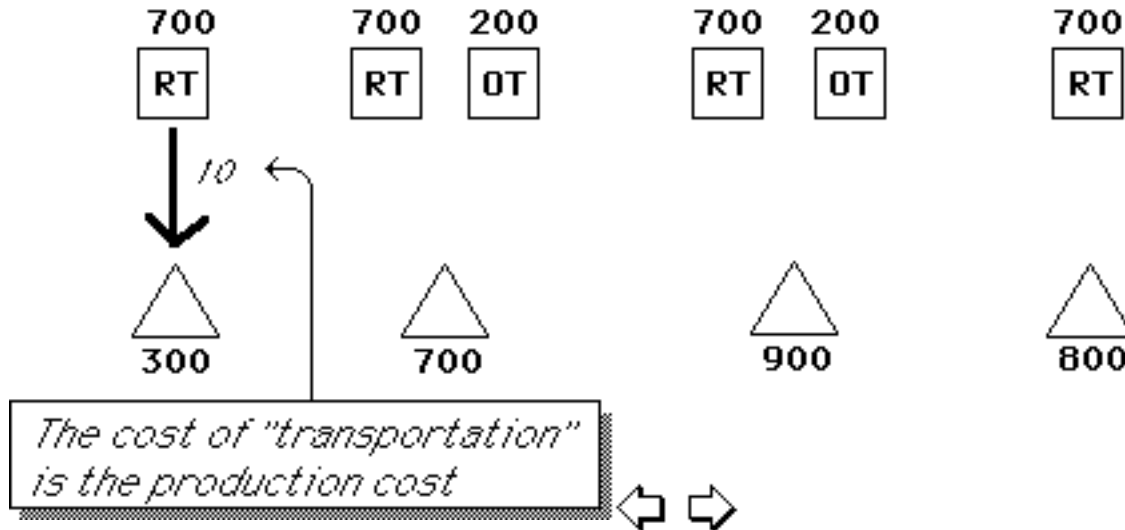 700 700 200 700 200 700
RT RT OT RT OT RT
10
300 700 900 800
The cost of "transportation"
is the production cost